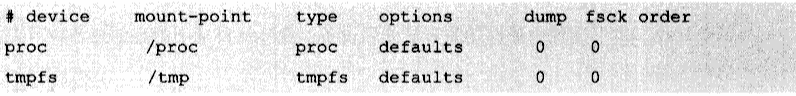 # device mount-point type options dump fsck order
proc /proc proc defaults 0 0
tmpfs /tmp tmpfs defaults 0 0